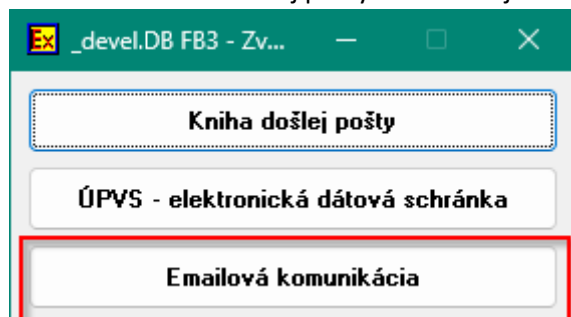 Ex _devel.DB FB3 - Zv...
Kniha došlej pošty
ÚPVS - elektronická dátová schránka
Emailová komunikácia